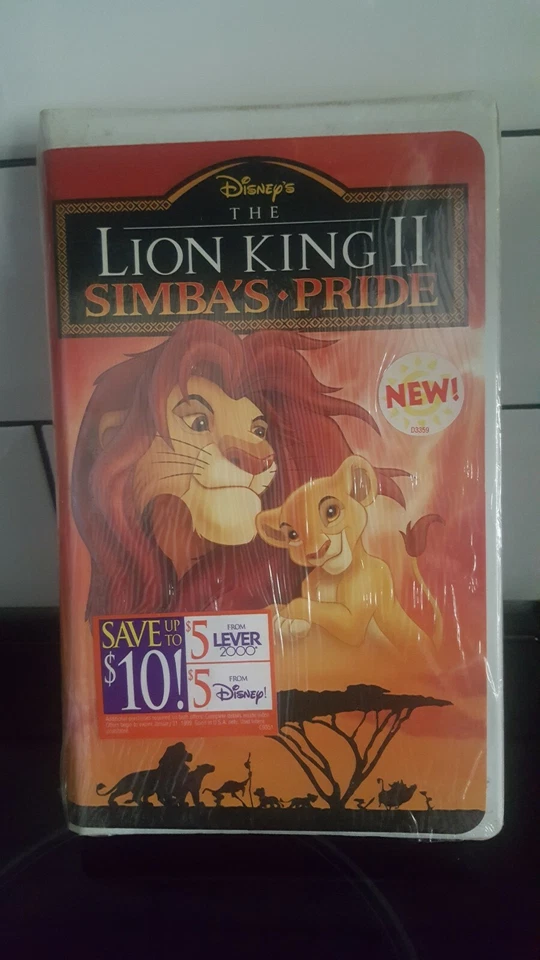 Disney's
THE
LION KING II
SIMBA'S • PRIDE
NEW!
D3359
SAVE UP TO
$10!
$5 FROM
LEVER
2000
$5 FROM
Disney!